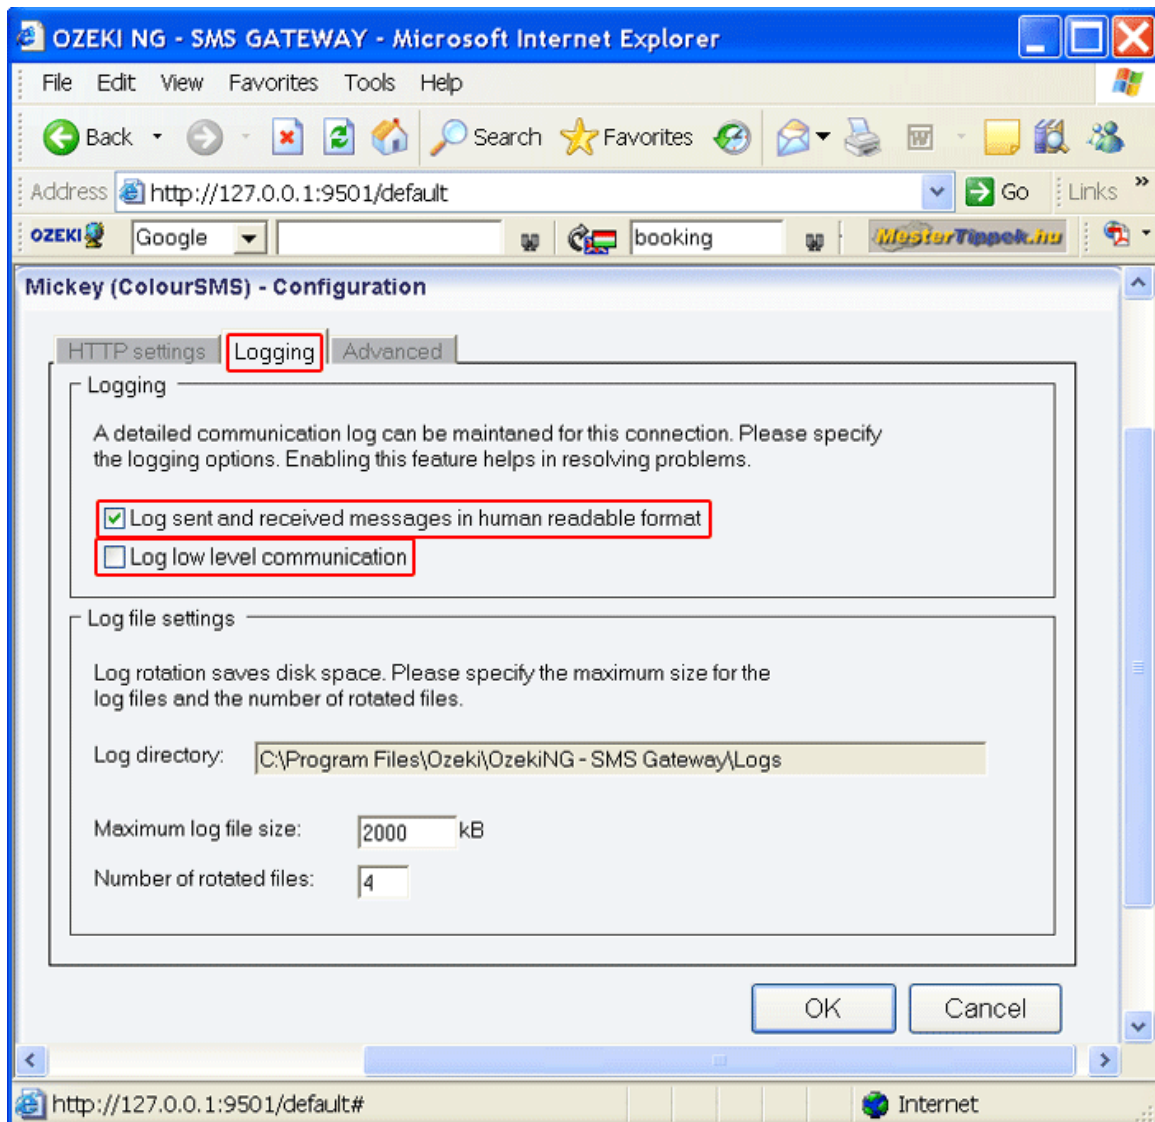 OZEKI NG - SMS GATEWAY - Microsoft Internet Explorer
File Edit View Favorites Tools Help
Back Search Favorites
Address http://127.0.0.1:9501/default Go Links »
OZEKI Google booking MesterTippek.hu
Mickey (ColourSMS) - Configuration
HTTP settings Logging Advanced
Logging
A detailed communication log can be maintaned for this connection. Please specify
the logging options. Enabling this feature helps in resolving problems.
Log sent and received messages in human readable format
Log low level communication
Log file settings
Log rotation saves disk space. Please specify the maximum size for the
log files and the number of rotated files.
Log directory: C:\Program Files\Ozeki\OzekiNG - SMS Gateway\Logs
Maximum log file size: 2000 kB
Number of rotated files: 4
OK Cancel
http://127.0.0.1:9501/default# Internet